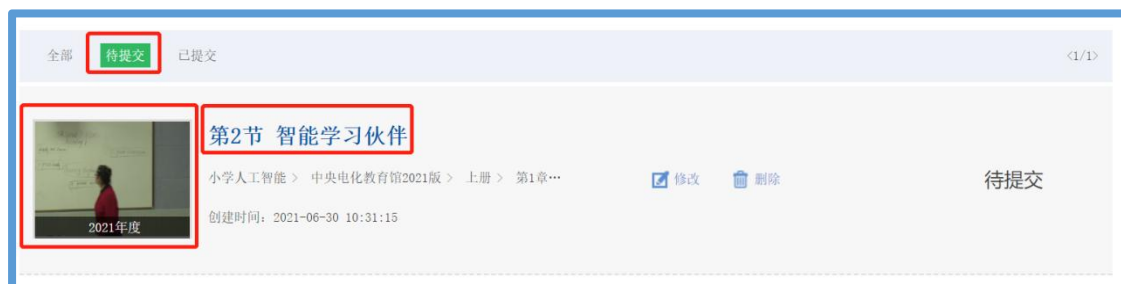 全部 待提交 已提交 <1/1>
第2节 智能学习伙伴
小学人工智能 > 中央电化教育馆2021版 > 上册 > 第1章… 修改 删除 待提交
创建时间：2021-06-30 10:31:15
2021年度